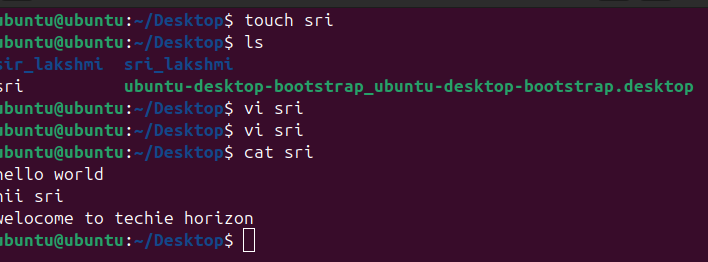 ubuntu@ubuntu:~/Desktop$ touch sri
ubuntu@ubuntu:~/Desktop$ ls
sir_lakshmi  sri_lakshmi
sri          ubuntu-desktop-bootstrap_ubuntu-desktop-bootstrap.desktop
ubuntu@ubuntu:~/Desktop$ vi sri
ubuntu@ubuntu:~/Desktop$ vi sri
ubuntu@ubuntu:~/Desktop$ cat sri
hello world
hii sri
welocome to techie horizon
ubuntu@ubuntu:~/Desktop$